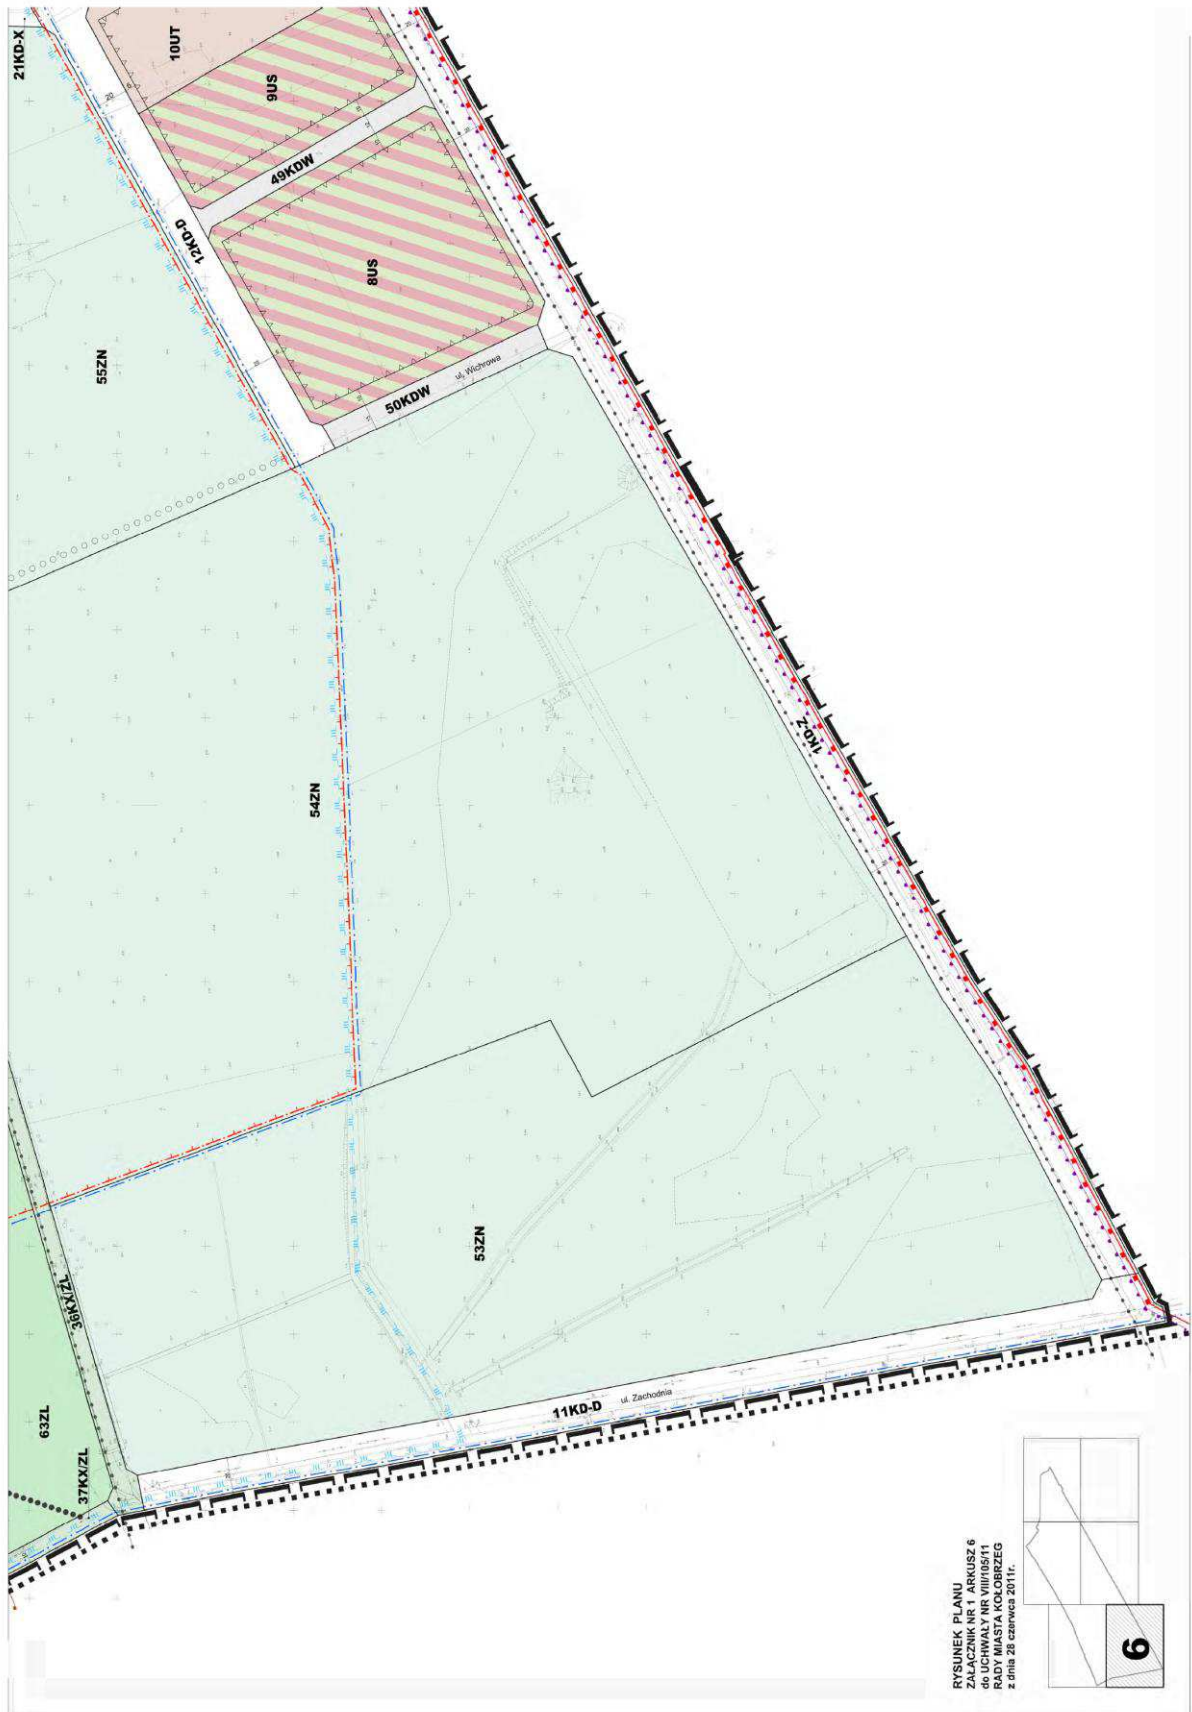 21KD-X
10UT
9US
49KDW
12KD-D
8US
55ZN
50KDW
ul. Wichrowa
54ZN
1KD-Z
53ZN
36KX/ZL
63ZL
37KX/ZL
11KD-D
ul. Zachodnia
RYSUNEK PLANU
ZAŁĄCZNIK NR 1 ARKUSZ 6
do UCHWAŁY NR VIII/105/11
RADY MIASTA KOŁOBRZEG
z dnia 28 czerwca 2011r.
6